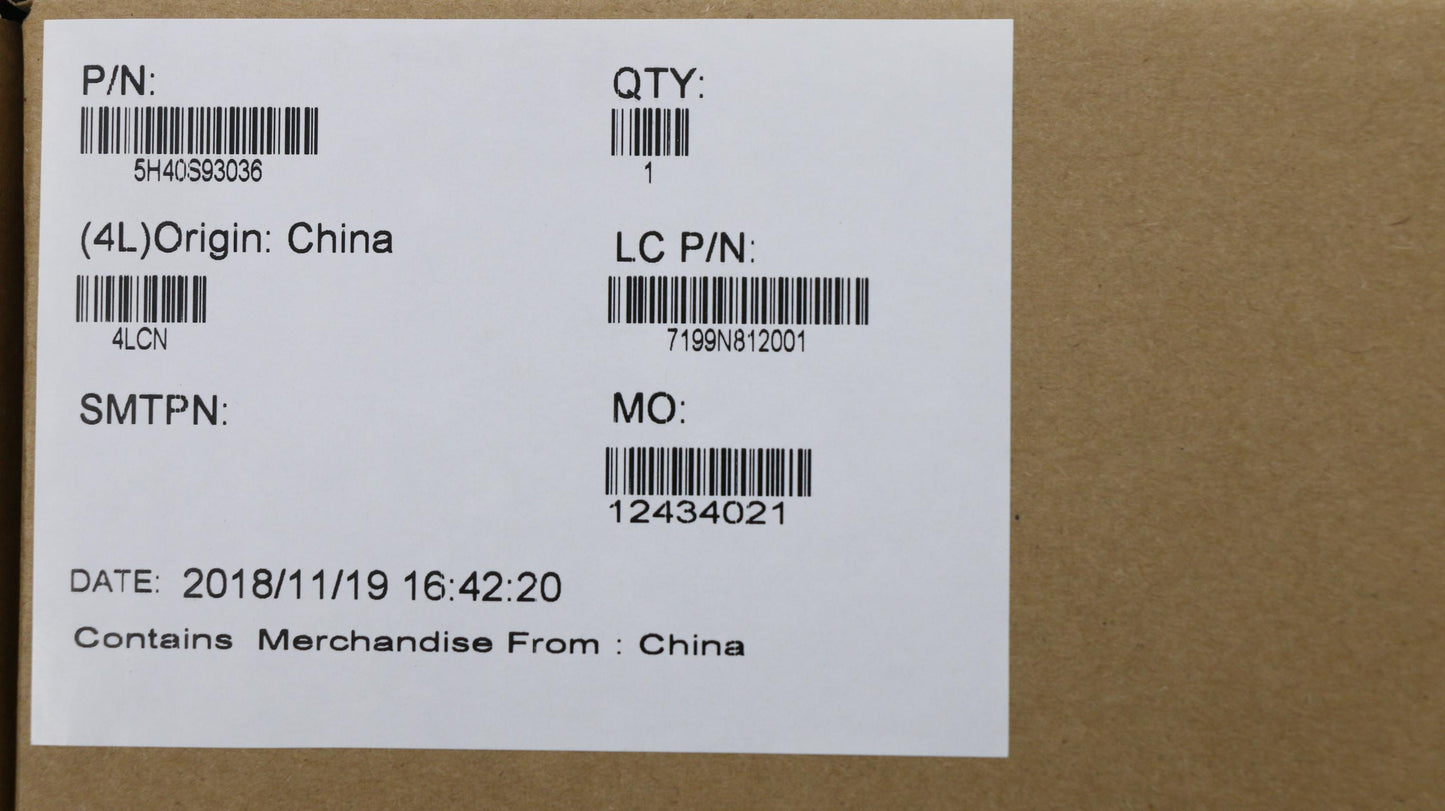 P/N:
5H40S93036
QTY:
1
(4L)Origin: China
4LCN
LC P/N:
7199N812001
SMTPN:
MO:
12434021
DATE: 2018/11/19 16:42:20
Contains Merchandise From : China